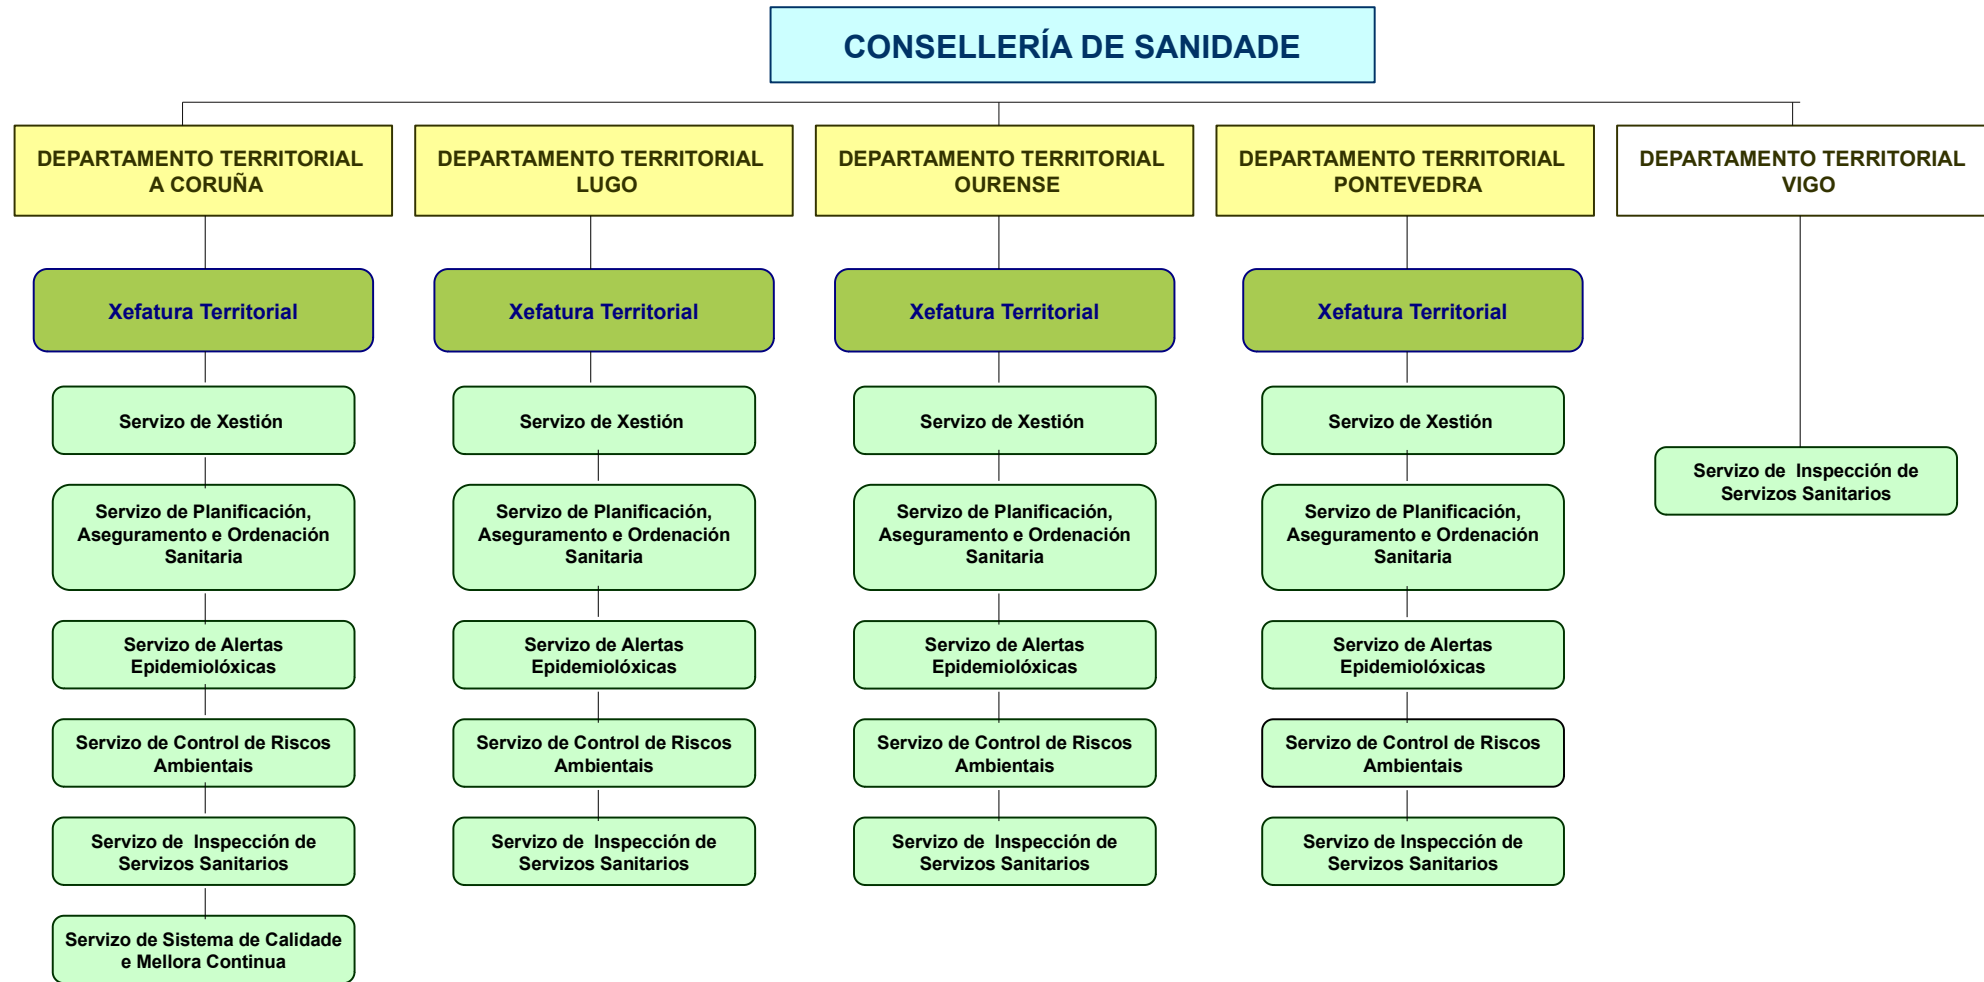 CONSELLERÍA DE SANIDADE
DEPARTAMENTO TERRITORIAL
A CORUÑA
Xefatura Territorial
Servizo de Xestión
Servizo de Planificación,
Aseguramento e Ordenación
Sanitaria
Servizo de Alertas
Epidemiolóxicas
Servizo de Control de Riscos
Ambientais
Servizo de  Inspección de
Servizos Sanitarios
Servizo de Sistema de Calidade
e Mellora Continua
DEPARTAMENTO TERRITORIAL
LUGO
Xefatura Territorial
Servizo de Xestión
Servizo de Planificación,
Aseguramento e Ordenación
Sanitaria
Servizo de Alertas
Epidemiolóxicas
Servizo de Control de Riscos
Ambientais
Servizo de  Inspección de
Servizos Sanitarios
DEPARTAMENTO TERRITORIAL
OURENSE
Xefatura Territorial
Servizo de Xestión
Servizo de Planificación,
Aseguramento e Ordenación
Sanitaria
Servizo de Alertas
Epidemiolóxicas
Servizo de Control de Riscos
Ambientais
Servizo de  Inspección de
Servizos Sanitarios
DEPARTAMENTO TERRITORIAL
PONTEVEDRA
Xefatura Territorial
Servizo de Xestión
Servizo de Planificación,
Aseguramento e Ordenación
Sanitaria
Servizo de Alertas
Epidemiolóxicas
Servizo de Control de Riscos
Ambientais
Servizo de Inspección de
Servizos Sanitarios
DEPARTAMENTO TERRITORIAL
VIGO
Servizo de  Inspección de
Servizos Sanitarios